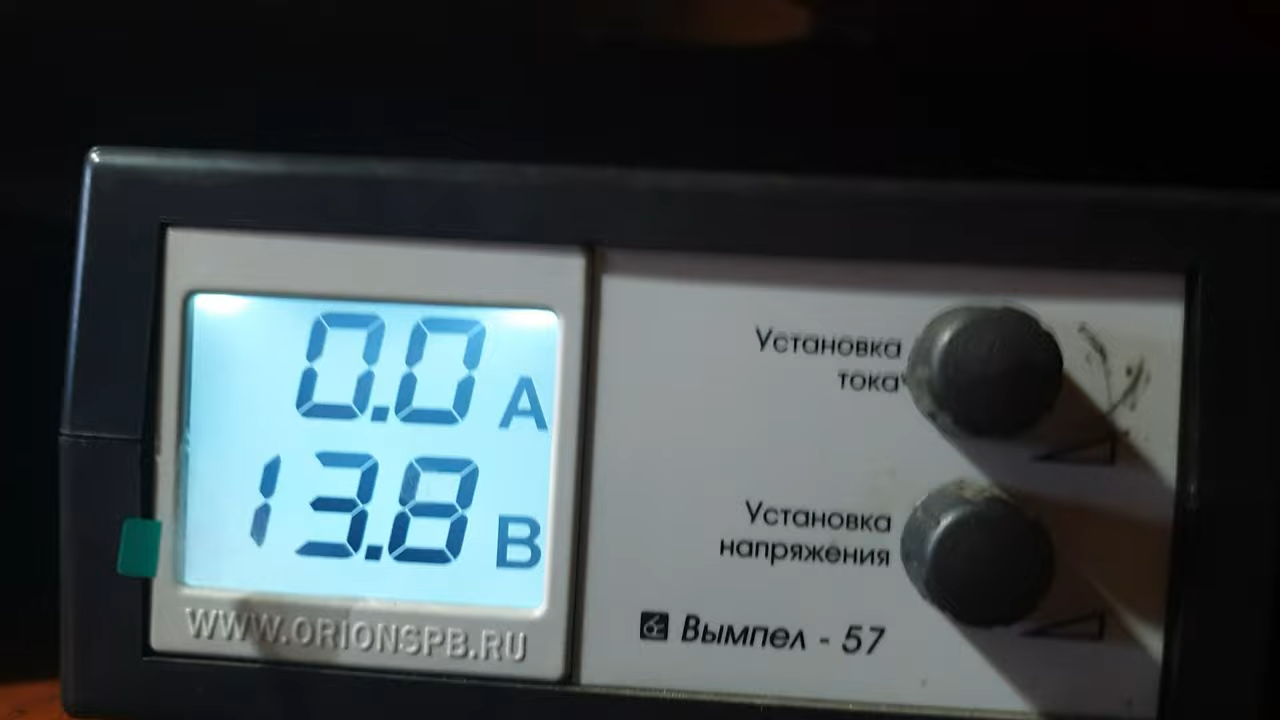 0.0 А
13.8 В
WWW.ORIONSPB.RU
Установка
тока
Установка
напряжения
Вымпел - 57